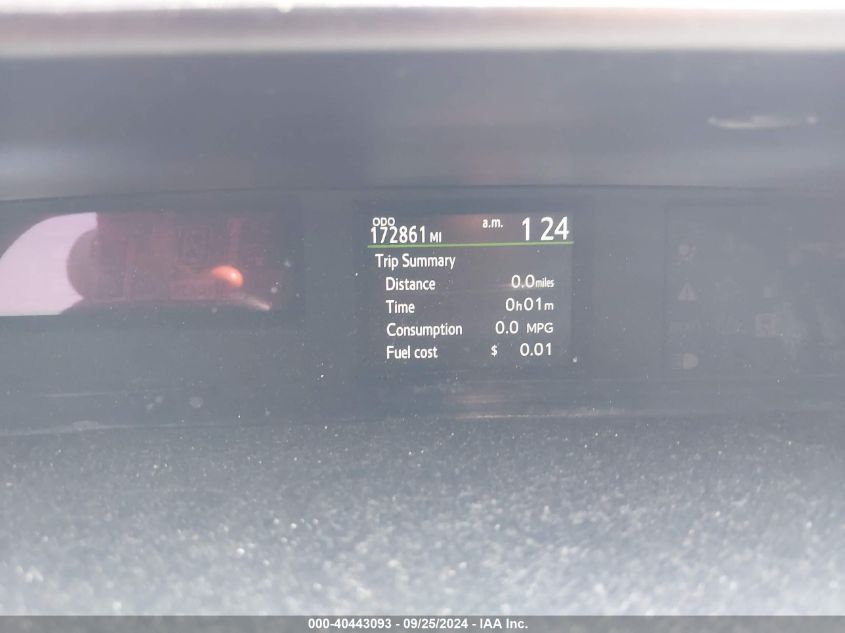 ODO
172861 MI a.m. 1 24
Trip Summary
Distance 0.0 miles
Time 0h01m
Consumption 0.0 MPG
Fuel cost $ 0.01
000-40443093 - 09/25/2024 - IAA Inc.